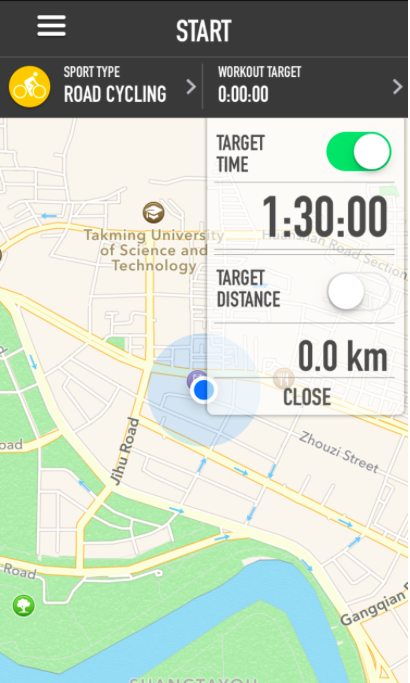 START
SPORT TYPE
ROAD CYCLING
WORKOUT TARGET
0:00:00
TARGET
TIME
1:30:00
TARGET
DISTANCE
0.0 km
CLOSE
Takming University
of Science and
Technology
Huanshan Road Section
Jihu Road
Zhouzi Street
oad
Road
Gangqian
SHANGTAYOU